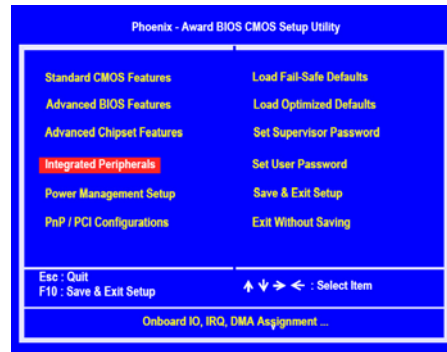 Phoenix - Award BIOS CMOS Setup Utility
Standard CMOS Features
Advanced BIOS Features
Advanced Chipset Features
Integrated Peripherals
Power Management Setup
PnP / PCI Configurations
Load Fail-Safe Defaults
Load Optimized Defaults
Set Supervisor Password
Set User Password
Save & Exit Setup
Exit Without Saving
Esc : Quit
F10 : Save & Exit Setup
↑ ↓ → ← : Select Item
Onboard IO, IRQ, DMA Assignment ...